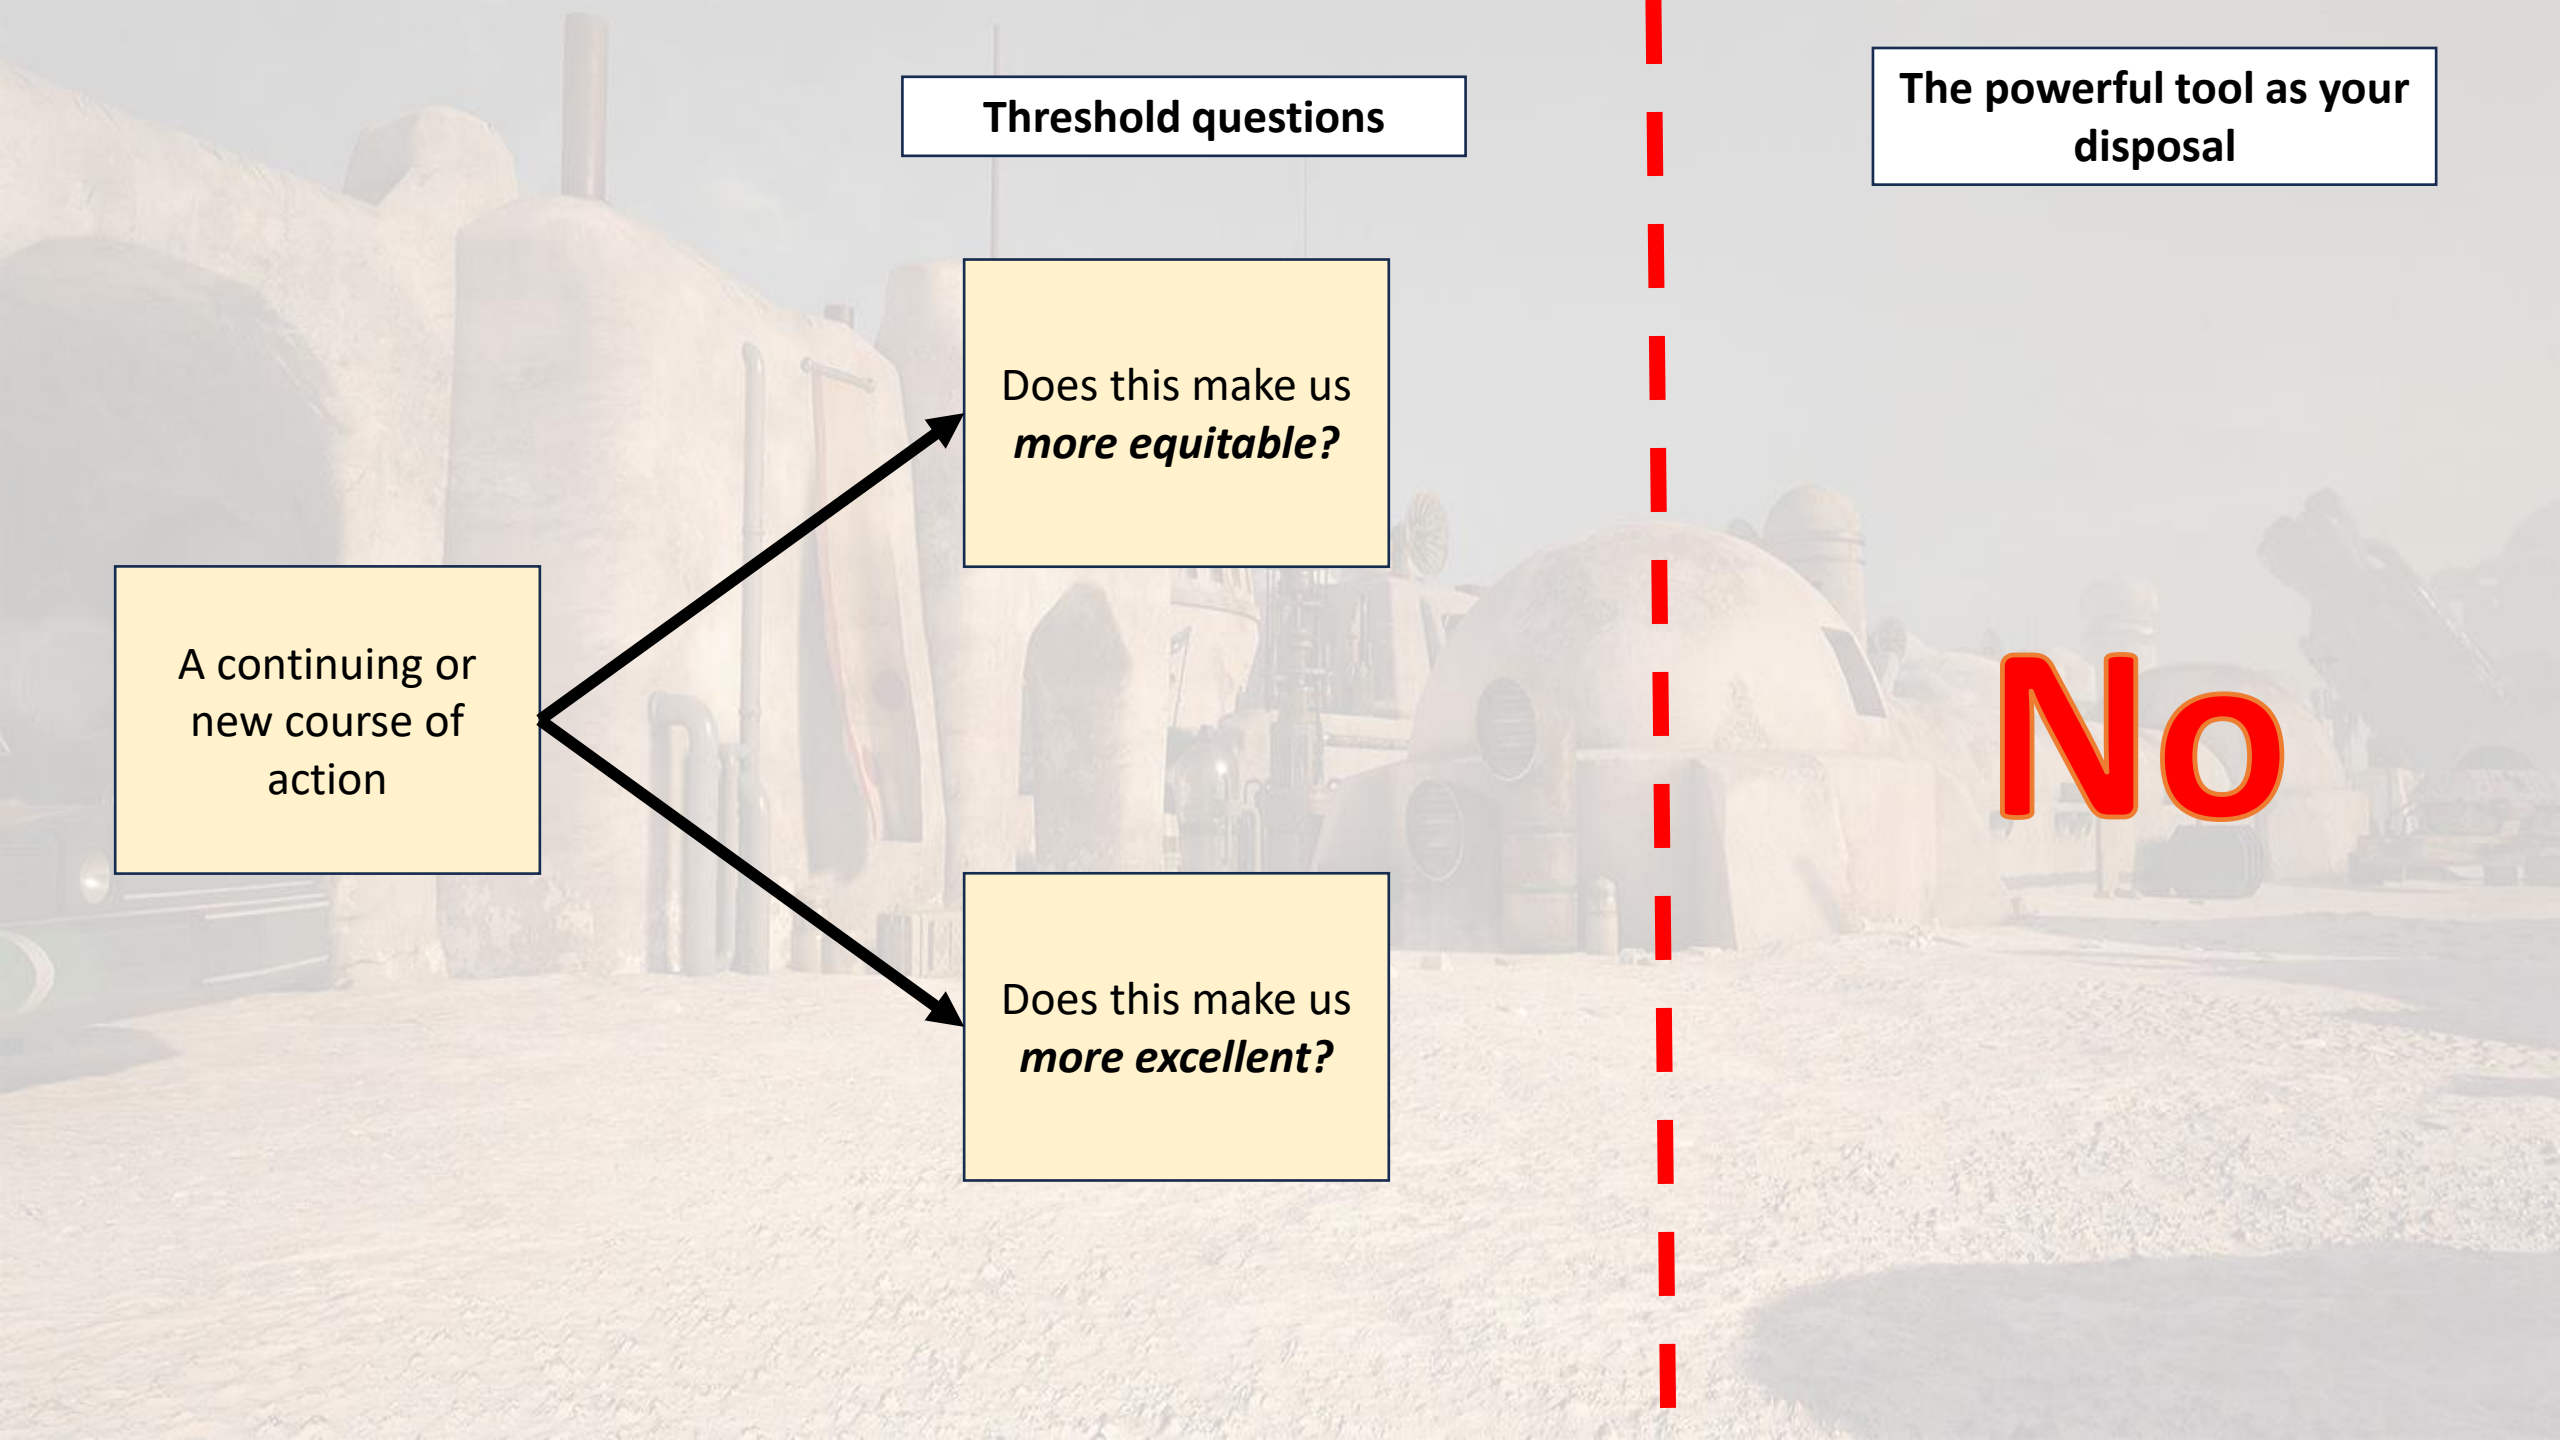 Threshold questions
The powerful tool as your
disposal
Does this make us
more equitable?
A continuing or
new course of
action
No
Does this make us
more excellent?